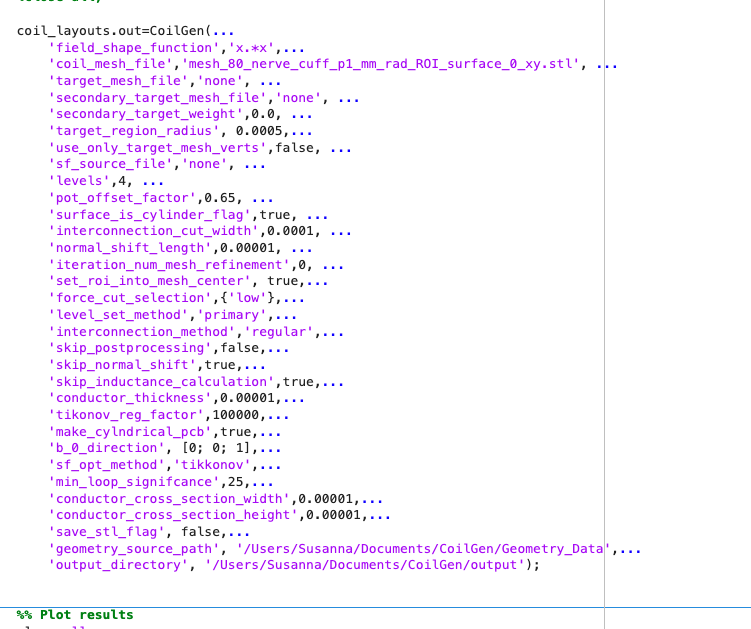 coil_layouts.out=CoilGen(...
'field_shape_function','x.*x',...
'coil_mesh_file','mesh_80_nerve_cuff_p1_mm_rad_ROI_surface_0_xy.stl', ...
'target_mesh_file','none', ...
'secondary_target_mesh_file','none', ...
'secondary_target_weight',0.0, ...
'target_region_radius', 0.0005,...
'use_only_target_mesh_verts',false, ...
'sf_source_file','none', ...
'levels',4, ...
'pot_offset_factor',0.65, ...
'surface_is_cylinder_flag',true, ...
'interconnection_cut_width',0.0001, ...
'normal_shift_length',0.00001, ...
'iteration_num_mesh_refinement',0, ...
'set_roi_into_mesh_center', true,...
'force_cut_selection',{'low'},...
'level_set_method','primary',...
'interconnection_method','regular',...
'skip_postprocessing',false,...
'skip_normal_shift',true,...
'skip_inductance_calculation',true,...
'conductor_thickness',0.00001,...
'tikonov_reg_factor',100000,...
'make_cylndrical_pcb',true,...
'b_0_direction', [0; 0; 1],...
'sf_opt_method','tikkonov',...
'min_loop_signifcance',25,...
'conductor_cross_section_width',0.00001,...
'conductor_cross_section_height',0.00001,...
'save_stl_flag', false,...
'geometry_source_path', '/Users/Susanna/Documents/CoilGen/Geometry_Data',...
'output_directory', '/Users/Susanna/Documents/CoilGen/output');
%% Plot results